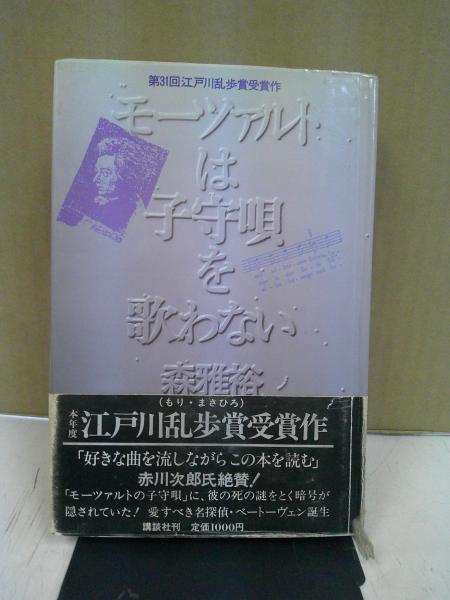 第31回江戸川乱歩賞受賞作
モーツァルト
は
子守唄
を
歌わない
森雅裕
(もり・まさひろ)
本年度 江戸川乱歩賞受賞作
「好きな曲を流しながらこの本を読む」
赤川次郎氏絶賛!
「モーツァルトの子守唄」に、彼の死の謎をとく暗号が
隠されていた! 愛すべき名探偵・ベートーヴェン誕生
講談社刊 定価1000円